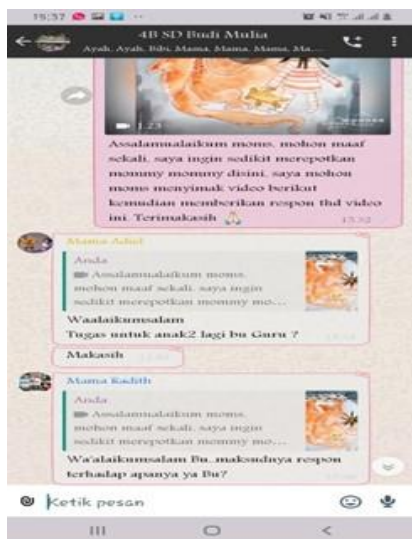 15:37
4B SD Budi Mulia
Ayah, Ayah, Bibi, Mama, Mama, Mama, Ma...
1.23
Assalamualaikum moms, mohon maaf
sekali, saya ingin sedikit merepotkan
mommy mommy disini, saya mohon
moms menyimak video berikut
kemudian memberikan respon thd video
ini. Terimakasih 🙏
15.32
Mama Adul
Anda
Assalamualaikum moms,
mohon maaf sekali, saya ingin
sedikit merepotkan mommy mo...
Waalaikumsalam
Tugas untuk anak2 lagi bu Guru ?
Makasih
Mama Radith
Anda
Assalamualaikum moms,
mohon maaf sekali, saya ingin
sedikit merepotkan mommy mo...
Wa'alaikumsalam Bu..maksudnya respon
terhadap apanya ya Bu?
Ketik pesan